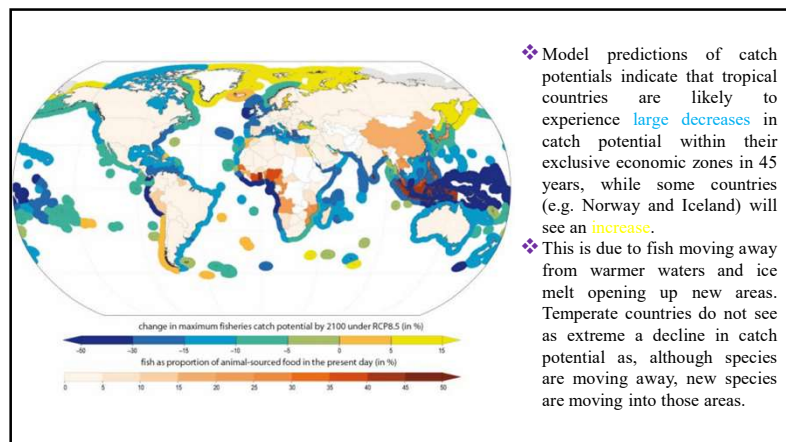 ❖ Model predictions of catch
potentials indicate that tropical
countries are likely to
experience large decreases in
catch potential within their
exclusive economic zones in 45
years, while some countries
(e.g. Norway and Iceland) will
see an increase.
❖ This is due to fish moving away
from warmer waters and ice
melt opening up new areas.
Temperate countries do not see
as extreme a decline in catch
potential as, although species
are moving away, new species
are moving into those areas.
change in maximum fisheries catch potential by 2100 under RCP8.5 (in %)
-60 -30 -15 -10 -5 0 5 15
fish as proportion of animal-sourced food in the present day (in %)
0 5 10 15 20 25 30 35 40 45 50